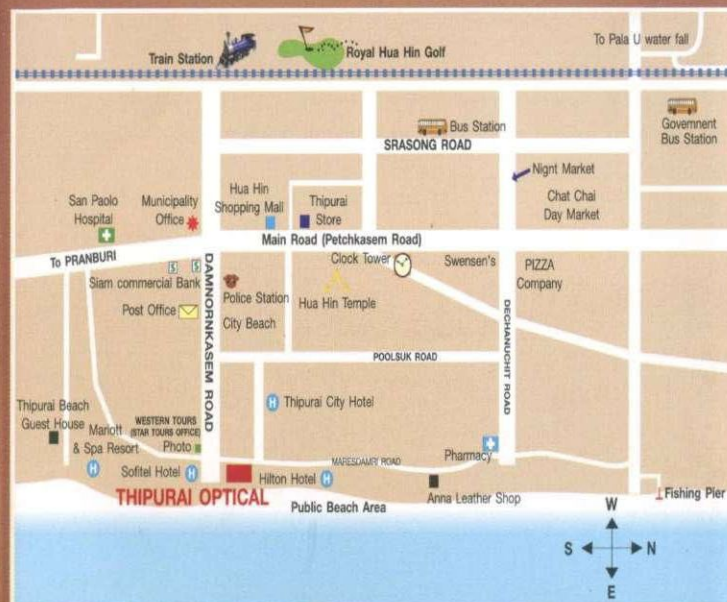 To Pala U water fall
Train Station
Royal Hua Hin Golf
Bus Station
SRASONG ROAD
Governnent
Bus Station
Nignt Market
Chat Chai
Day Market
San Paolo
Hospital
Municipality
Office
Hua Hin
Shopping Mall
Thipurai
Store
Main Road (Petchkasem Road)
To PRANBURI
Siam commercial Bank
Post Office
DAMNORNKASEM ROAD
Police Station
City Beach
Clock Tower
Hua Hin Temple
Swensen's
PIZZA
Company
DECHANUCHIT ROAD
POOLSUK ROAD
Thipurai Beach
Guest House
Mariott
& Spa Resort
WESTERN TOURS
(STAR TOURS OFFICE)
Photo
Thipurai City Hotel
H
MARESDAMRI ROAD
Pharmacy
H
Sofitel Hotel H
Hilton Hotel H
THIPURAI OPTICAL
Anna Leather Shop
Fishing Pier
Public Beach Area
W
S
N
E